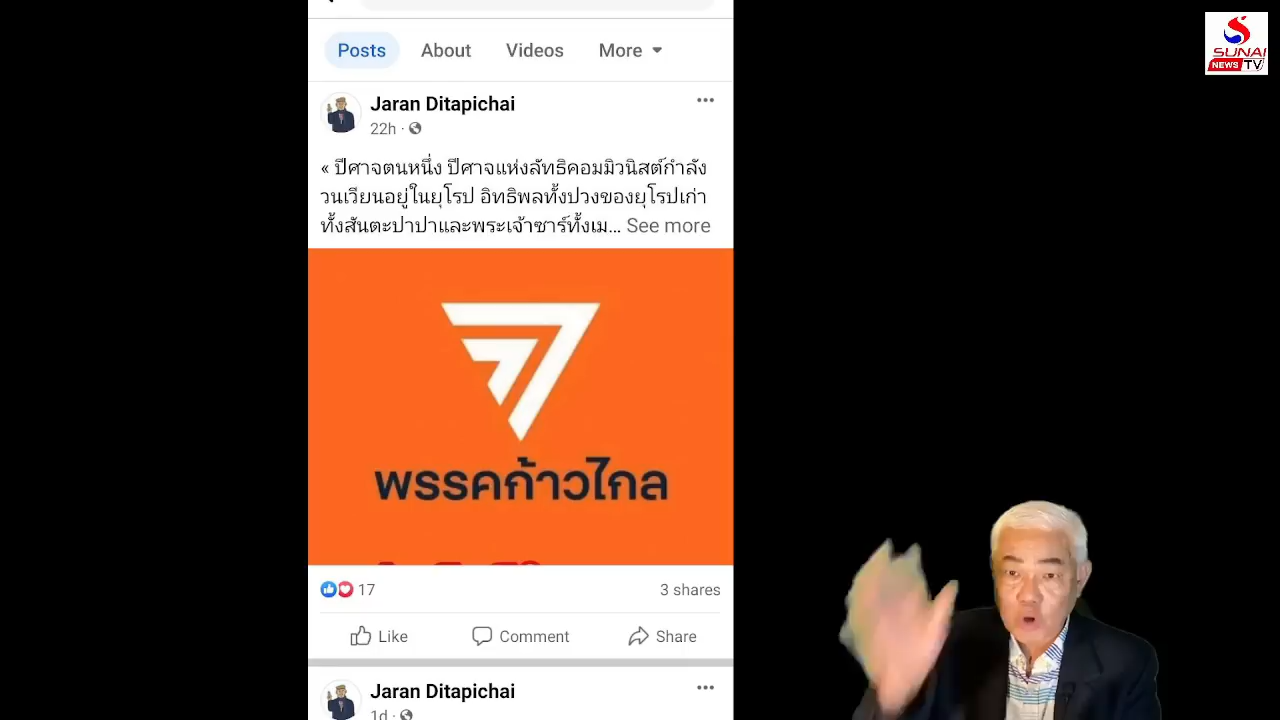 Posts About Videos More
SUNAI
NEWS TV
Jaran Ditapichai
22h
« ปีศาจตนหนึ่ง ปีศาจแห่งลัทธิคอมมิวนิสต์กำลัง
วนเวียนอยู่ในยุโรป อิทธิพลทั้งปวงของยุโรปเก่า
ทั้งสันตะปาปาและพระเจ้าซาร์ทั้งเม... See more
พรรคก้าวไกล
17 3 shares
Like Comment Share
Jaran Ditapichai
1d